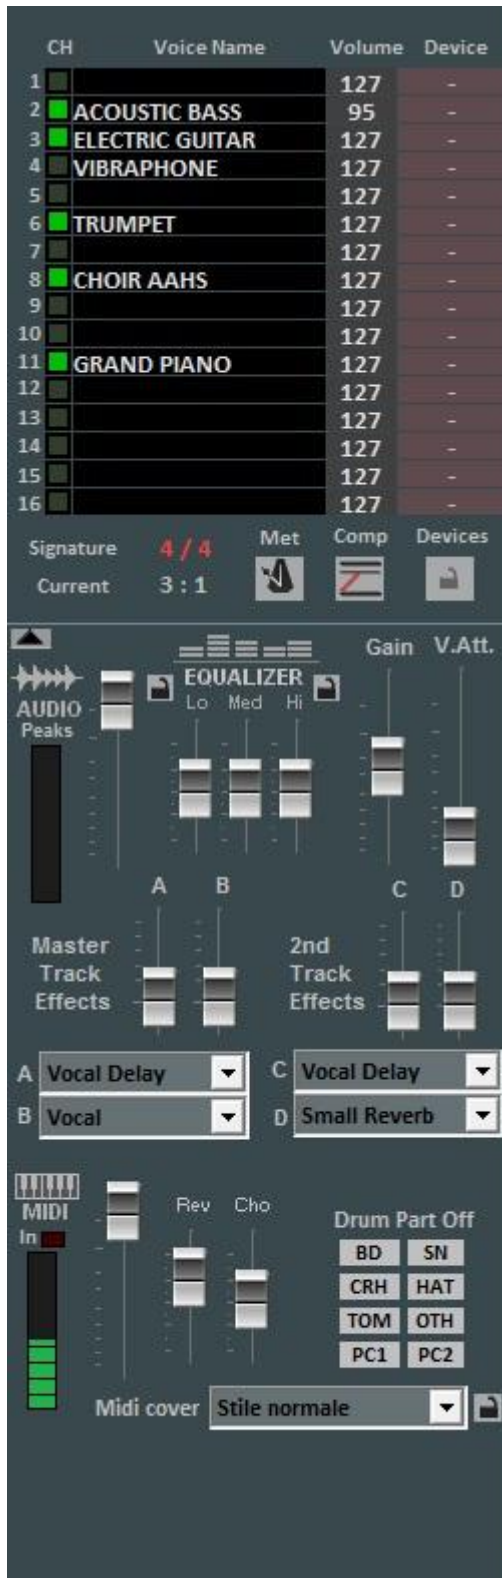 CH Voice Name Volume Device
1 127 -
2 ACOUSTIC BASS 95 -
3 ELECTRIC GUITAR 127 -
4 VIBRAPHONE 127 -
5 127 -
6 TRUMPET 127 -
7 127 -
8 CHOIR AAHS 127 -
9 127 -
10 127 -
11 GRAND PIANO 127 -
12 127 -
13 127 -
14 127 -
15 127 -
16 127 -
Signature 4 / 4 Met Comp Devices
Current 3 : 1
Gain V.Att.
EQUALIZER
AUDIO Lo Med Hi
Peaks
A B C D
Master 2nd
Track Track
Effects Effects
A Vocal Delay C Vocal Delay
B Vocal D Small Reverb
MIDI Rev Cho
In Drum Part Off
BD SN
CRH HAT
TOM OTH
PC1 PC2
Midi cover Stile normale